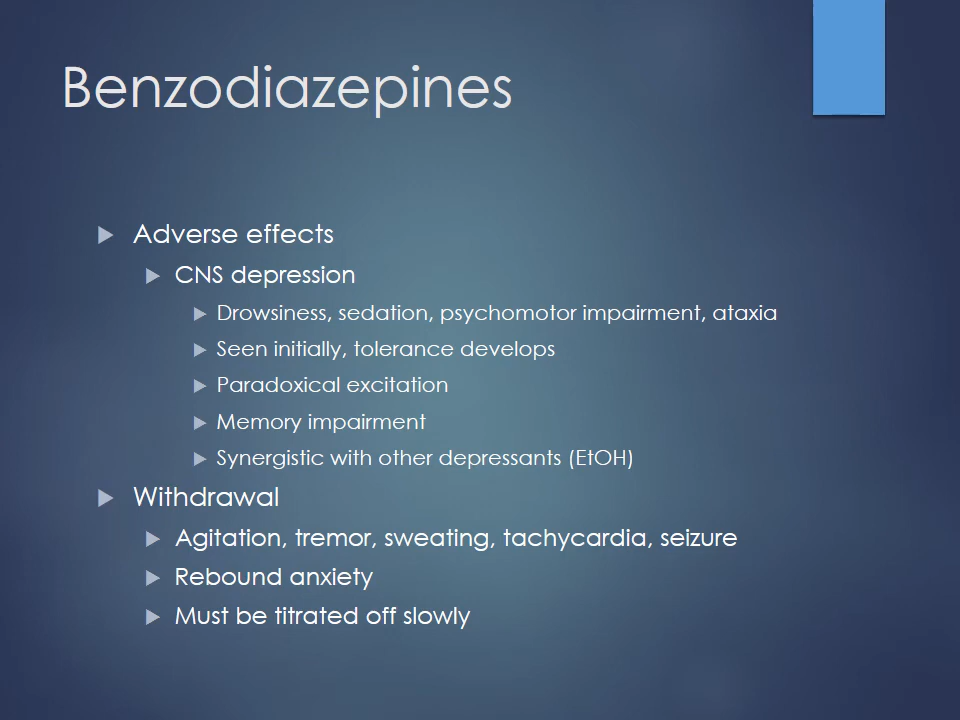 Benzodiazepines
Adverse effects
CNS depression
Drowsiness, sedation, psychomotor impairment, ataxia
Seen initially, tolerance develops
Paradoxical excitation
Memory impairment
Synergistic with other depressants (EtOH)
Withdrawal
Agitation, tremor, sweating, tachycardia, seizure
Rebound anxiety
Must be titrated off slowly